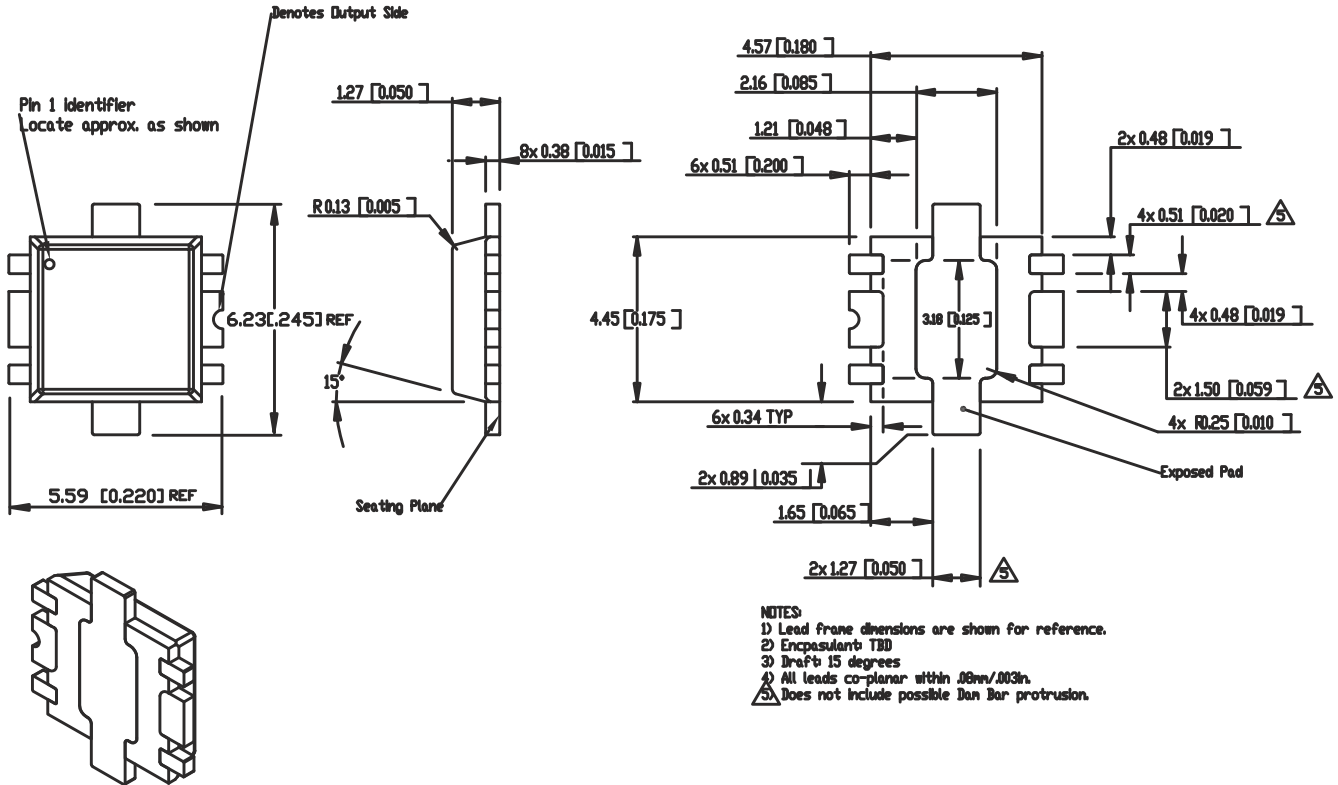 Denotes Output Side
Pin 1 identifier
Locate approx. as shown
6.23[.245] REF
5.59 [0.220] REF
1.27 [0.050]
8x 0.38 [0.015]
R 0.13 [0.005]
15°
Seating Plane
4.57 [0.180]
2.16 [0.085]
1.21 [0.048]
6x 0.51 [0.200]
2x 0.48 [0.019]
4x 0.51 [0.020] 5
4.45 [0.175]
3.18 [0.125]
4x 0.48 [0.019]
2x 1.50 [0.059] 5
4x R0.25 [0.010]
6x 0.34 TYP
Exposed Pad
2x 0.89 | 0.035
1.65 [0.065]
2x 1.27 [0.050] 5
NOTES:
1) Lead frame dimensions are shown for reference.
2) Encpasulant: TBD
3) Draft: 15 degrees
4) All leads co-planar within .08mm/.003in.
5. Does not include possible Dam Bar protrusion.